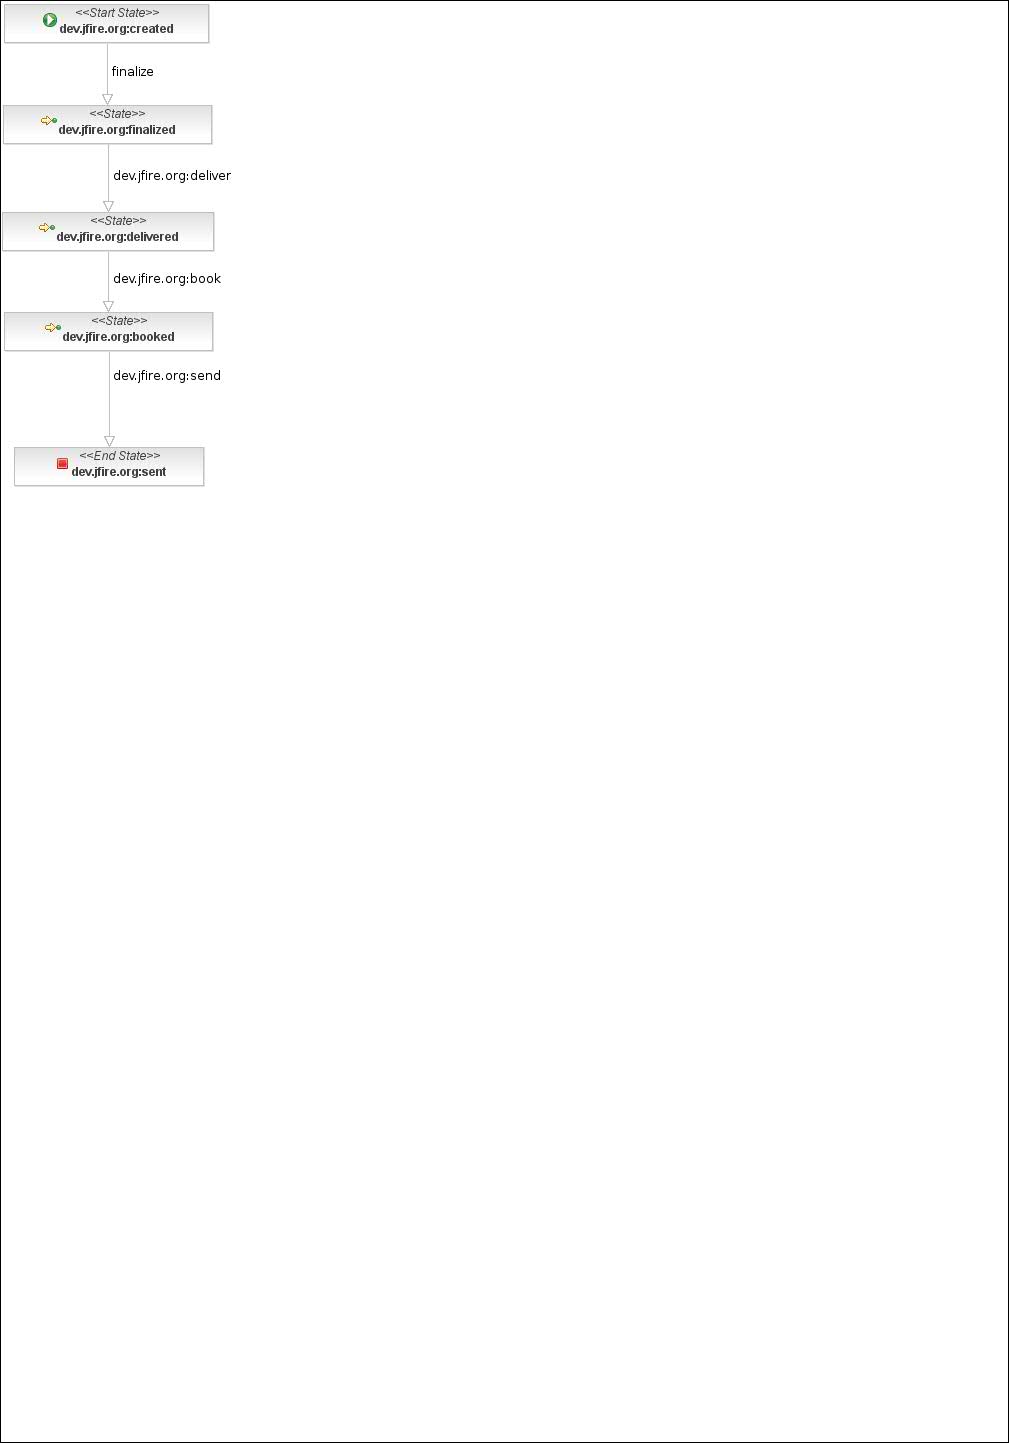 <<Start State>>
dev.jfire.org:created
finalize
<<State>>
dev.jfire.org:finalized
dev.jfire.org:deliver
<<State>>
dev.jfire.org:delivered
dev.jfire.org:book
<<State>>
dev.jfire.org:booked
dev.jfire.org:send
<<End State>>
dev.jfire.org:sent